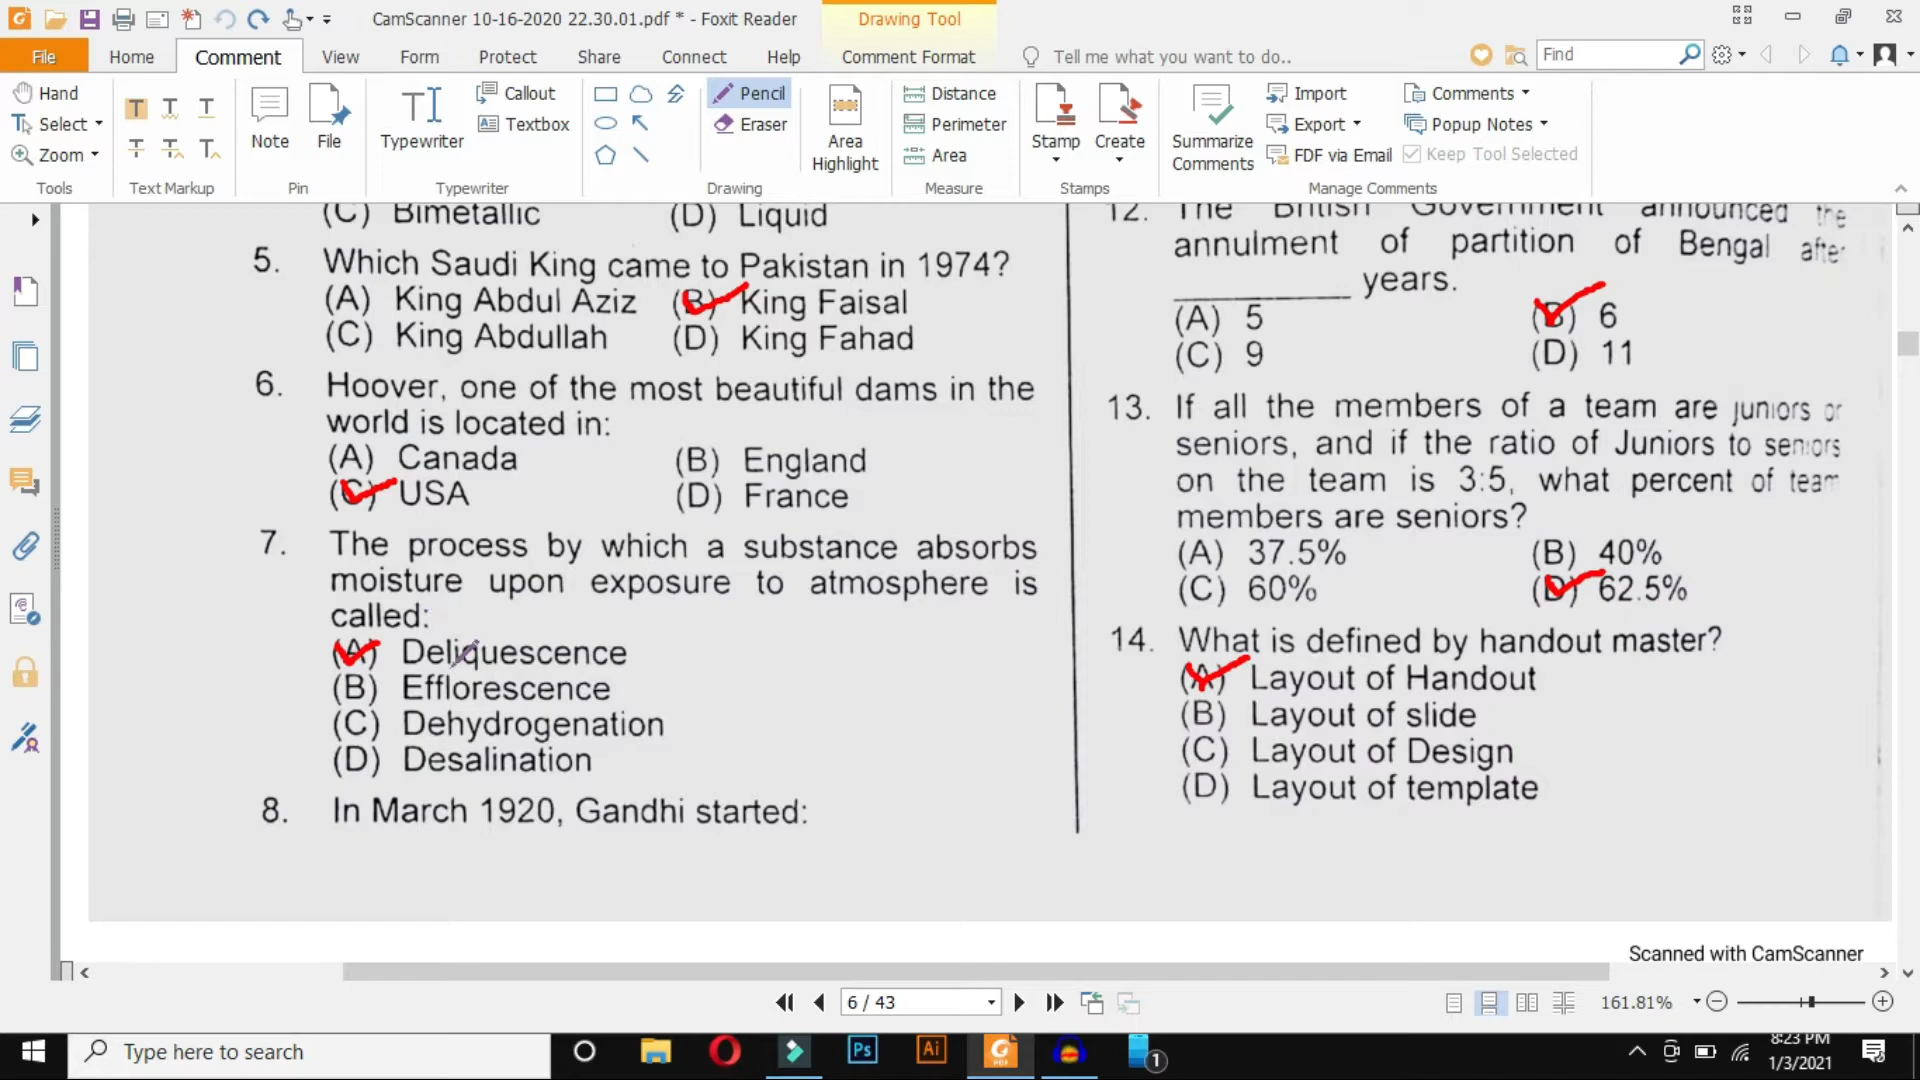 CamScanner 10-16-2020 22.30.01.pdf * - Foxit Reader
Drawing Tool
File
Home
Comment
View
Form
Protect
Share
Connect
Help
Comment Format
Tell me what you want to do..
Find
Hand
Select
Zoom
Tools
Text Markup
Note
File
Pin
Typewriter
Callout
Textbox
Typewriter
Pencil
Eraser
Drawing
Area
Highlight
Distance
Perimeter
Area
Measure
Stamp
Create
Stamps
Summarize
Comments
Import
Export
FDF via Email
Comments
Popup Notes
Keep Tool Selected
Manage Comments
(C) Bimetallic (D) Liquid
5. Which Saudi King came to Pakistan in 1974?
(A) King Abdul Aziz (B) King Faisal
(C) King Abdullah (D) King Fahad
6. Hoover, one of the most beautiful dams in the
world is located in:
(A) Canada (B) England
(C) USA (D) France
7. The process by which a substance absorbs
moisture upon exposure to atmosphere is
called:
(A) Deliquescence
(B) Efflorescence
(C) Dehydrogenation
(D) Desalination
8. In March 1920, Gandhi started:
12. The British Government announced the
annulment of partition of Bengal after
__________ years.
(A) 5 (B) 6
(C) 9 (D) 11
13. If all the members of a team are juniors or
seniors, and if the ratio of Juniors to seniors
on the team is 3:5, what percent of team
members are seniors?
(A) 37.5% (B) 40%
(C) 60% (D) 62.5%
14. What is defined by handout master?
(A) Layout of Handout
(B) Layout of slide
(C) Layout of Design
(D) Layout of template
Scanned with CamScanner
6 / 43
161.81%
Type here to search
Ps
Ai
G
PDF
1
8:23 PM
1/3/2021